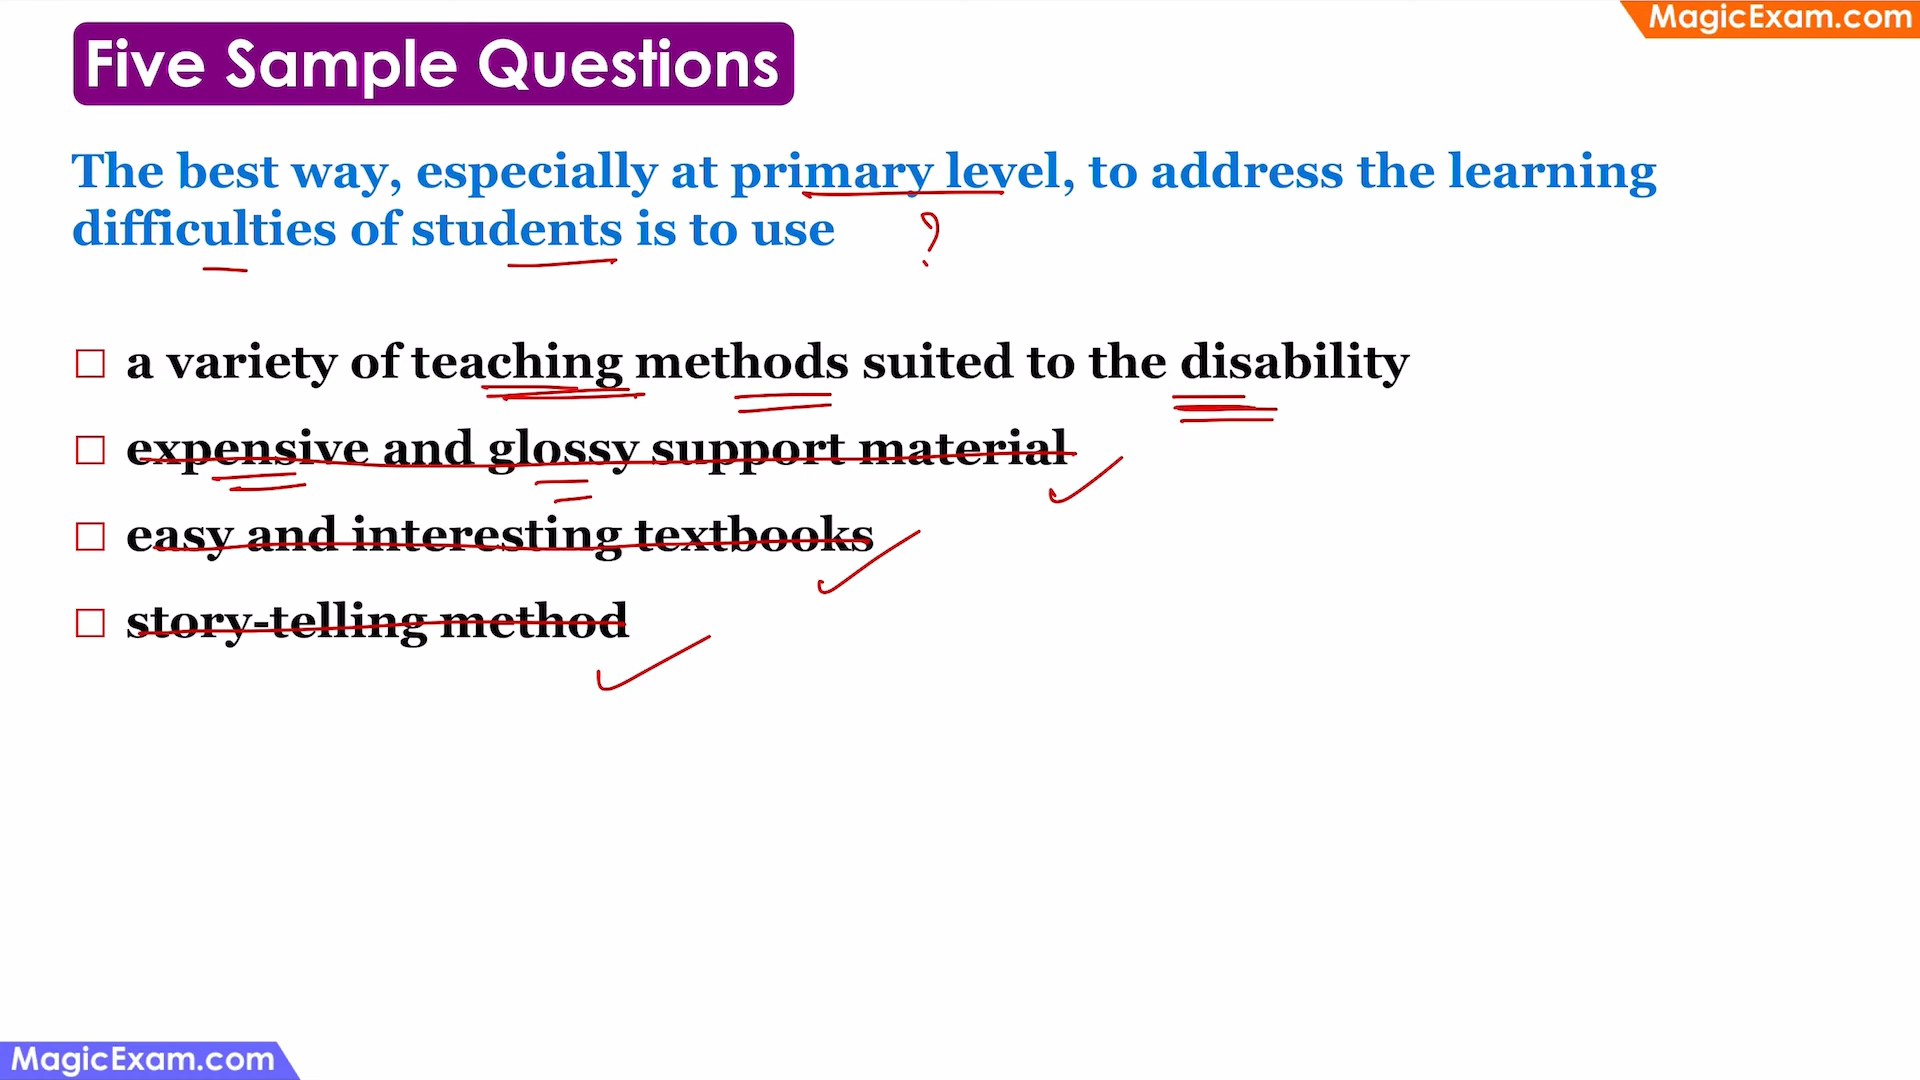 MagicExam.com
Five Sample Questions
The best way, especially at primary level, to address the learning
difficulties of students is to use
?
a variety of teaching methods suited to the disability
expensive and glossy support material
easy and interesting textbooks
story-telling method
MagicExam.com